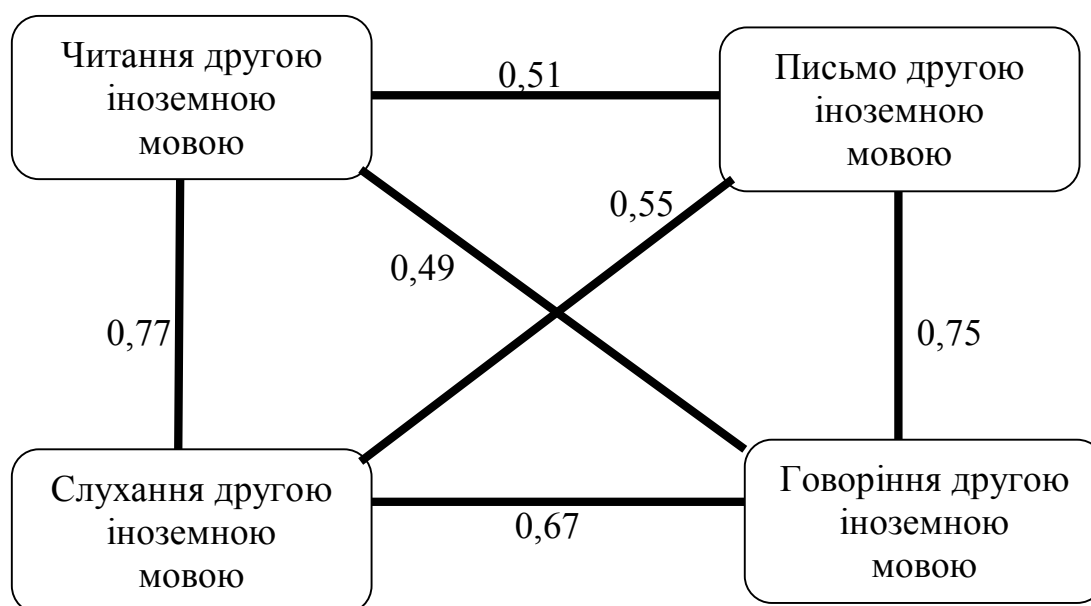 Читання другою
іноземною
мовою
0,51
Письмо другою
іноземною
мовою
0,55
0,49
0,77
0,75
Слухання другою
іноземною
мовою
0,67
Говоріння другою
іноземною
мовою